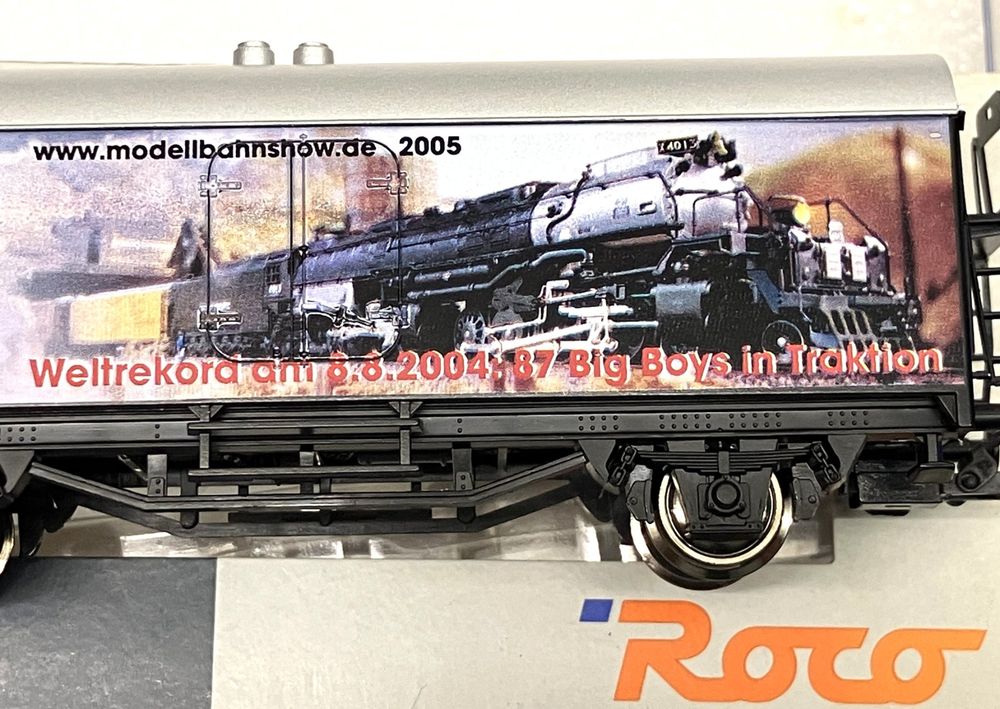 www.modellbahnshow.de 2005
Weltrekord am 8.8.2004: 87 Big Boys in Traktion
Roco